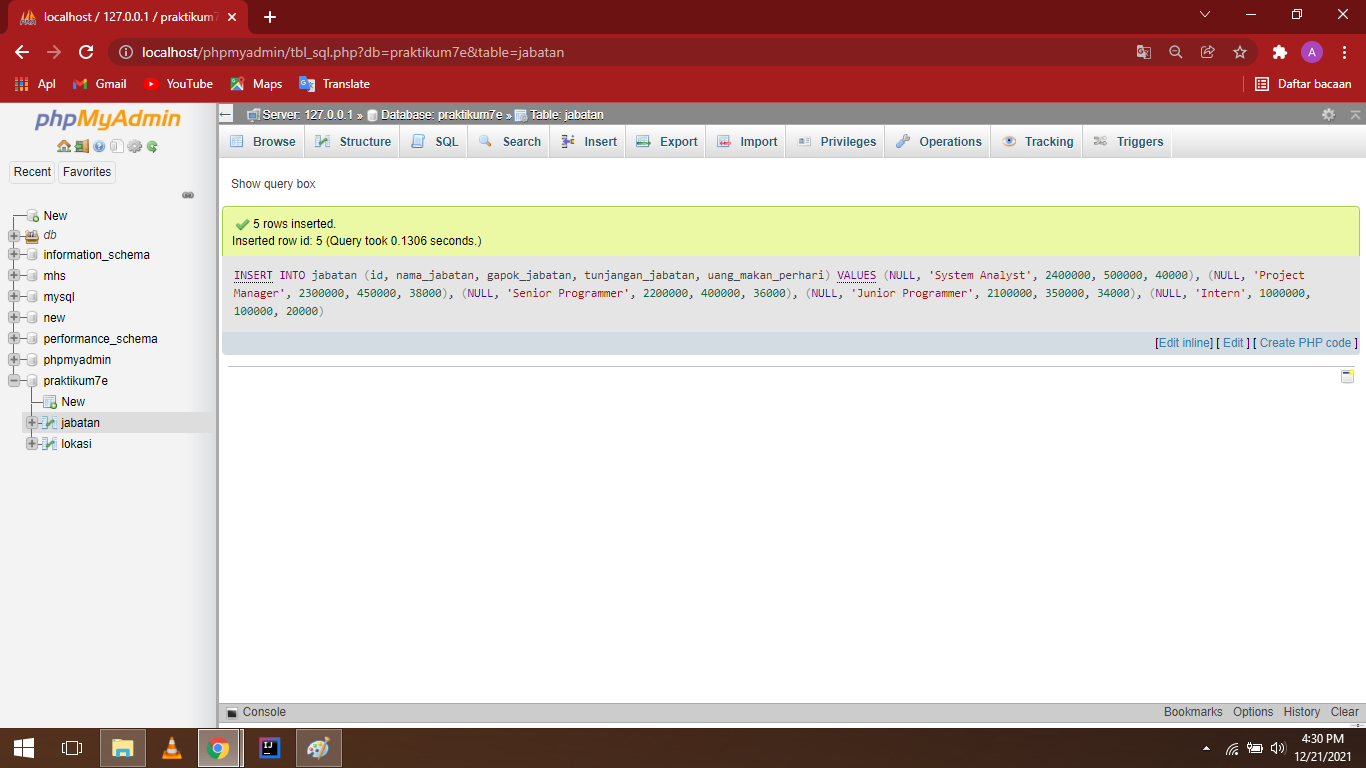 localhost / 127.0.0.1 / praktikum7
localhost/phpmyadmin/tbl_sql.php?db=praktikum7e&table=jabatan
A
Apl Gmail YouTube Maps Translate Daftar bacaan
phpMyAdmin
Recent Favorites
New
db
information_schema
mhs
mysql
new
performance_schema
phpmyadmin
praktikum7e
New
jabatan
lokasi
Server: 127.0.0.1 » Database: praktikum7e » Table: jabatan
Browse Structure SQL Search Insert Export Import Privileges Operations Tracking Triggers
Show query box
5 rows inserted.
Inserted row id: 5 (Query took 0.1306 seconds.)
INSERT INTO jabatan (id, nama_jabatan, gapok_jabatan, tunjangan_jabatan, uang_makan_perhari) VALUES (NULL, 'System Analyst', 2400000, 500000, 40000), (NULL, 'Project
Manager', 2300000, 450000, 38000), (NULL, 'Senior Programmer', 2200000, 400000, 36000), (NULL, 'Junior Programmer', 2100000, 350000, 34000), (NULL, 'Intern', 1000000,
100000, 20000)
[Edit inline] [ Edit ] [ Create PHP code ]
Console Bookmarks Options History Clear
IJ
4:30 PM
12/21/2021